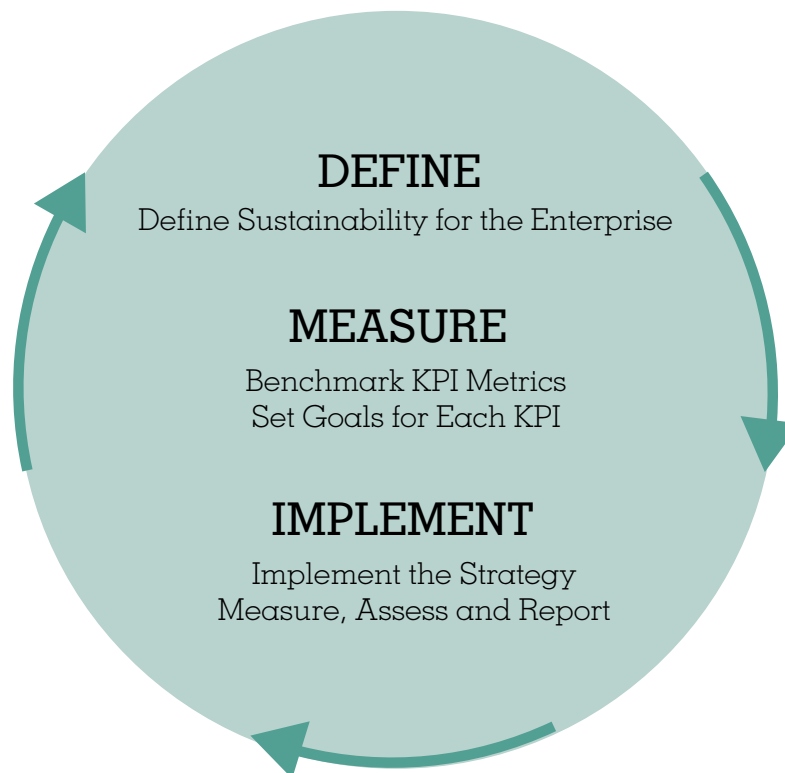 DEFINE
Define Sustainability for the Enterprise
MEASURE
Benchmark KPI Metrics
Set Goals for Each KPI
IMPLEMENT
Implement the Strategy
Measure, Assess and Report